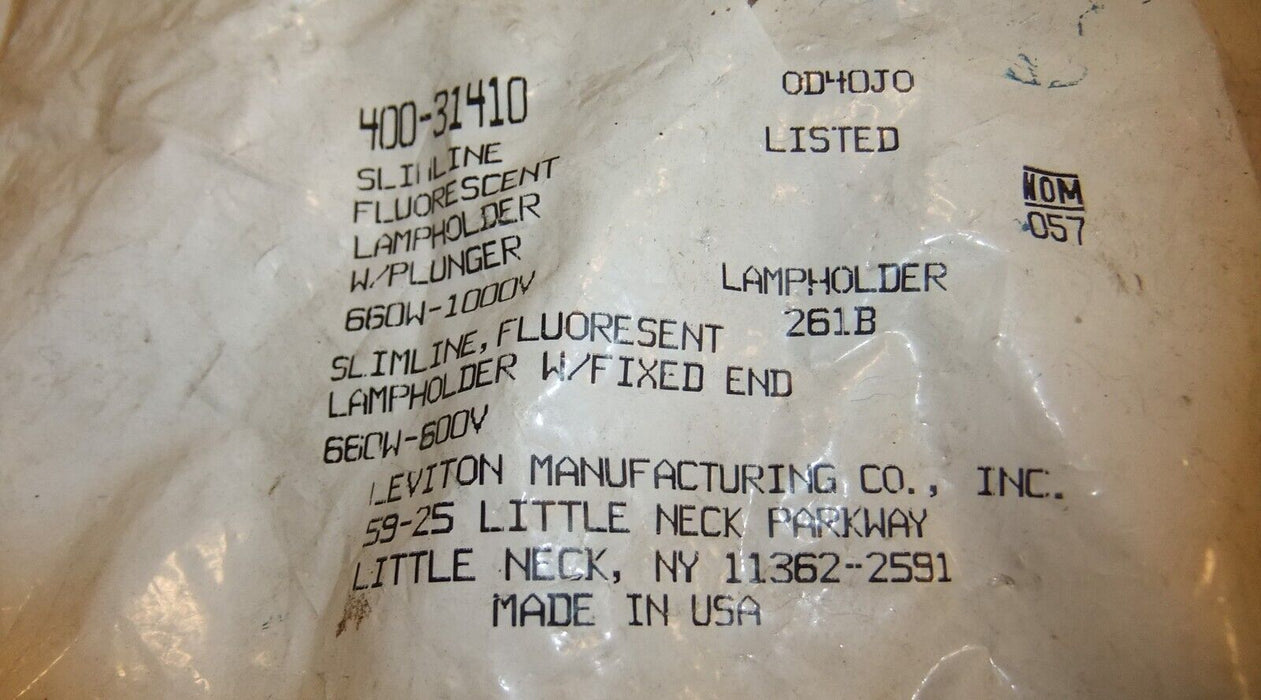 400-31410
SLIMLINE
FLUORESCENT
LAMPHOLDER
W/PLUNGER
660W-1000V
SLIMLINE, FLUORESENT
LAMPHOLDER W/FIXED END
660W-600V
0D40J0
LISTED
NOM
057
LAMPHOLDER
261B
LEVITON MANUFACTURING CO., INC.
59-25 LITTLE NECK PARKWAY
LITTLE NECK, NY 11362-2591
MADE IN USA